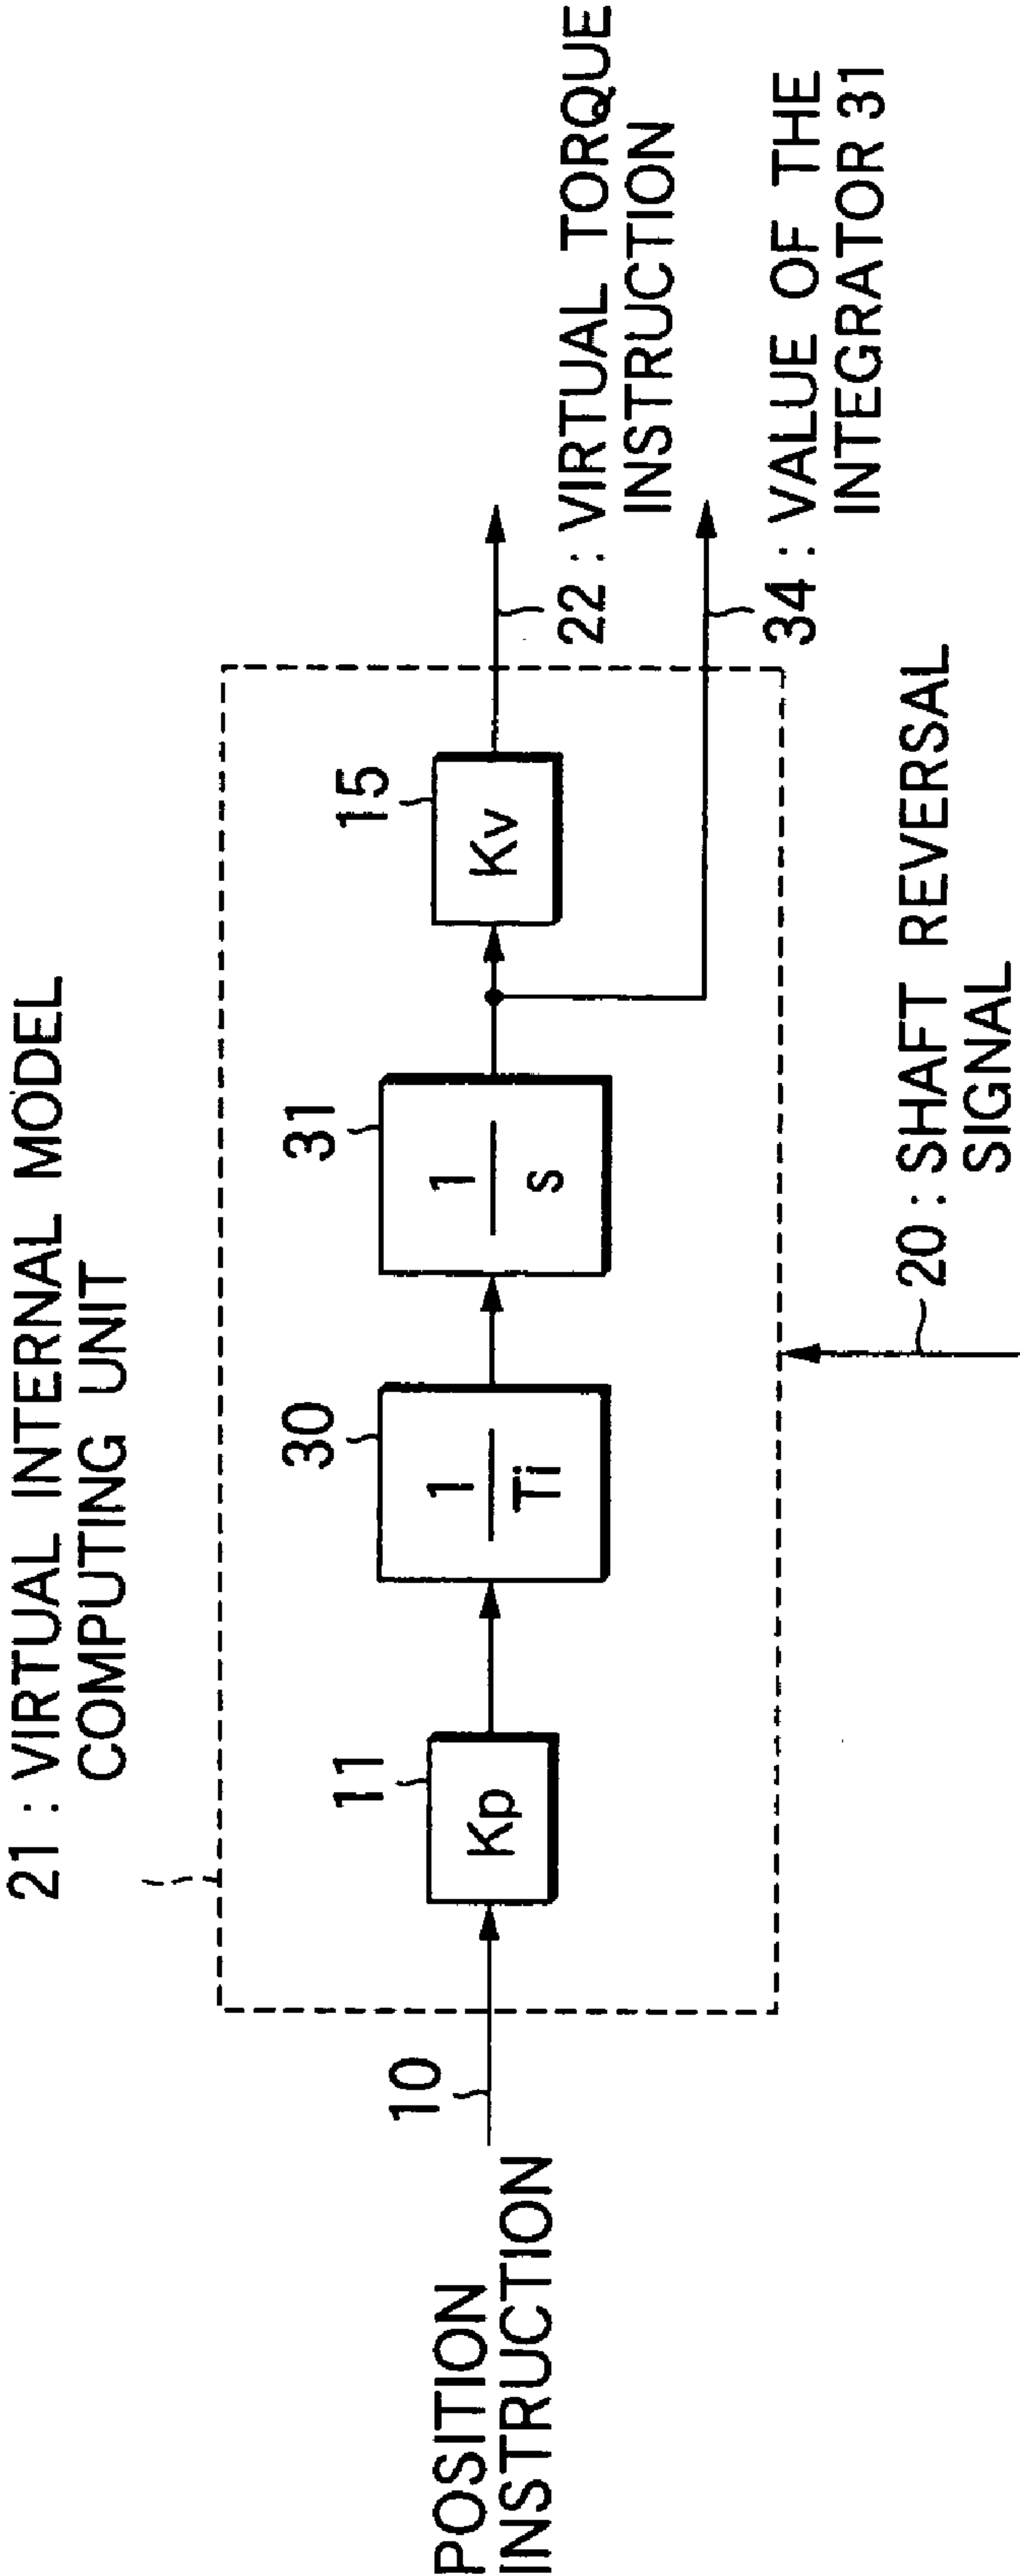 21 : VIRTUAL INTERNAL MODEL
COMPUTING UNIT
POSITION
INSTRUCTION
10
11
Kp
30
1
Ti
31
1
s
15
Kv
22 : VIRTUAL TORQUE
INSTRUCTION
34 : VALUE OF THE
INTEGRATOR 31
20 : SHAFT REVERSAL
SIGNAL